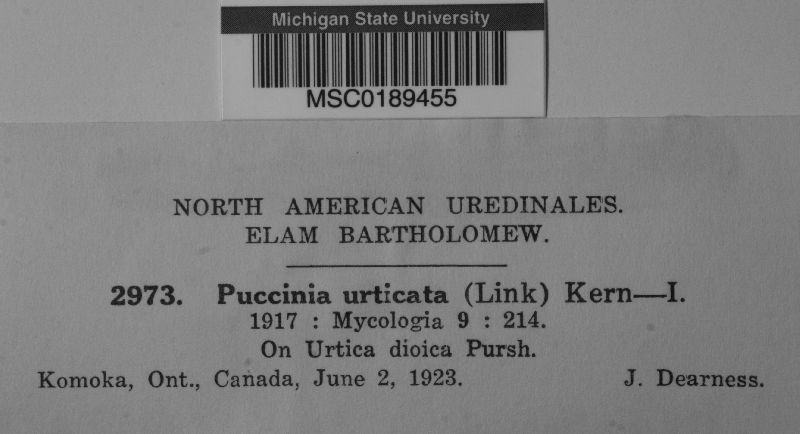 Michigan State University
MSC0189455
NORTH AMERICAN UREDINALES.
ELAM BARTHOLOMEW.
2973. Puccinia urticata (Link) Kern—I.
1917 : Mycologia 9 : 214.
On Urtica dioica Pursh.
Komoka, Ont., Canada, June 2, 1923. J. Dearness.